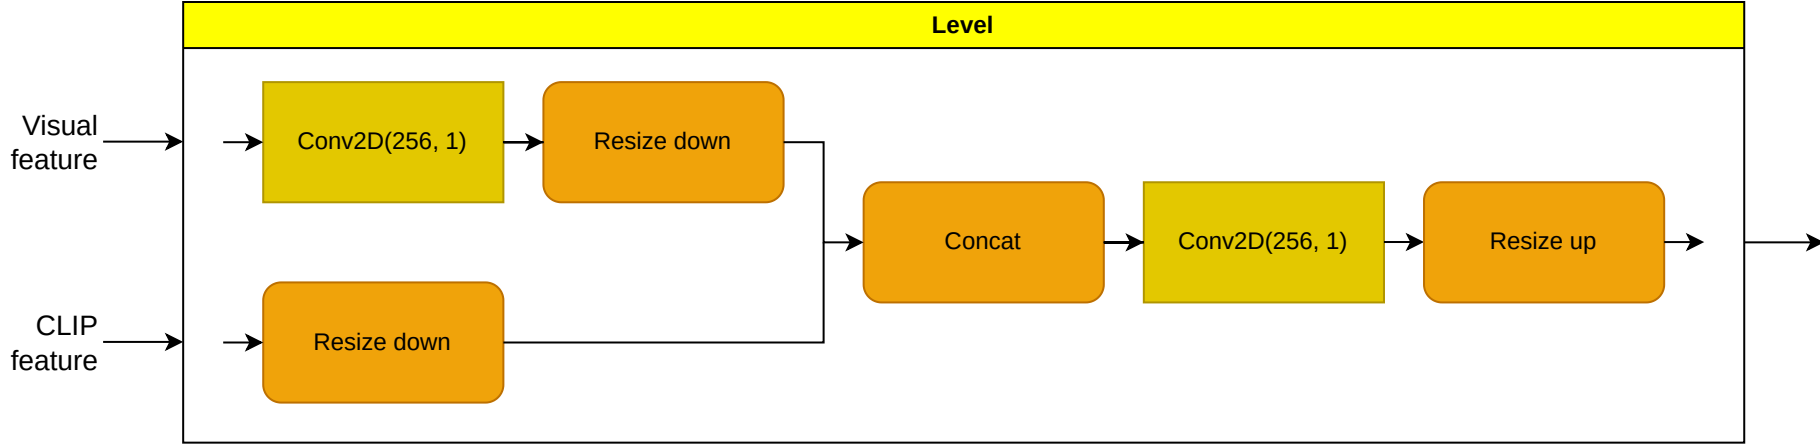 Level
Visual
feature
Conv2D(256, 1)
Resize down
Concat
Conv2D(256, 1)
Resize up
CLIP
feature
Resize down